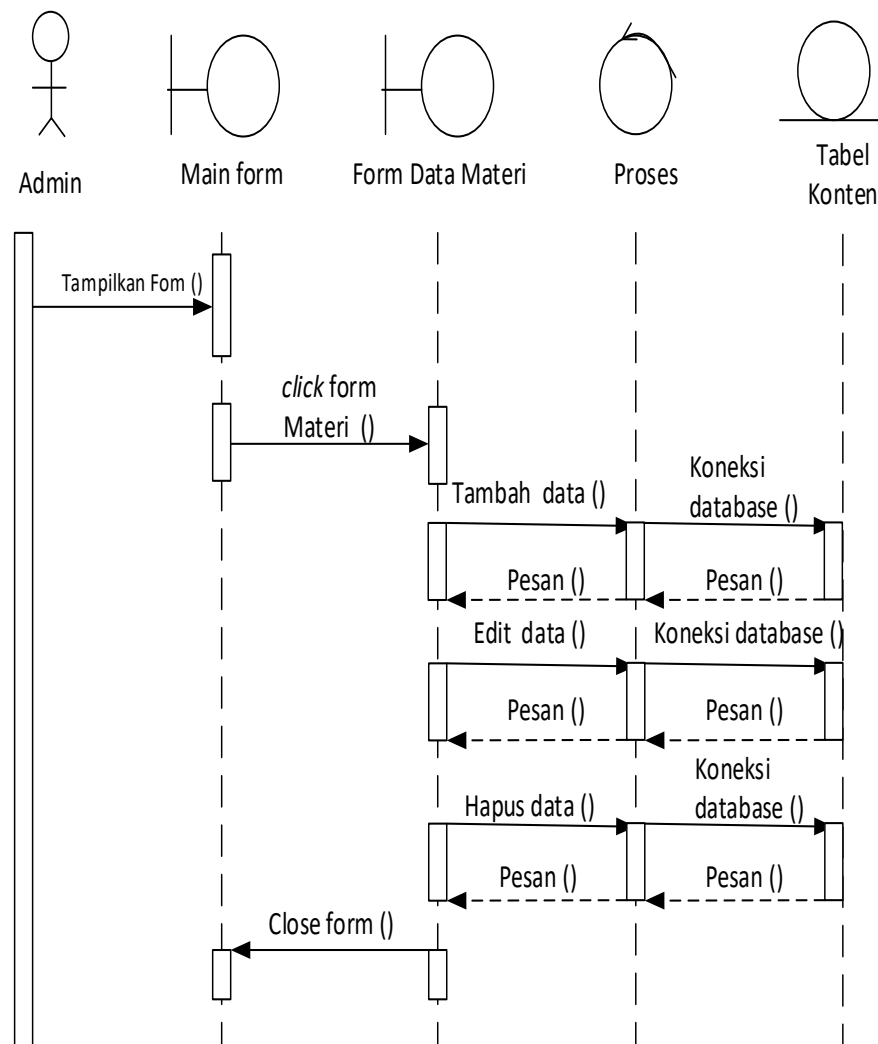 Admin
Main form
Form Data Materi
Proses
Tabel
Konten
Tampilkan Fom ()
click form
Materi ()
Tambah data ()
Koneksi
database ()
Pesan ()
Pesan ()
Edit data ()
Koneksi database ()
Pesan ()
Pesan ()
Hapus data ()
Koneksi
database ()
Pesan ()
Pesan ()
Close form ()